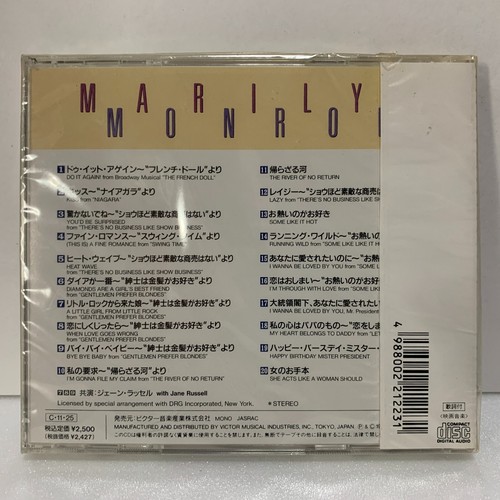 MARILY
MONRO
1 ドゥ・イット・アゲイン〜"フレンチ・ドール"より
DO IT AGAIN! from Broadway Musical "THE FRENCH DOLL"
2 キッス〜"ナイアガラ"より
KISS from "NIAGARA"
3 驚かないでね〜"ショウほど素敵な商売はない"より
YOU'D BE SURPRISED
from "THERE'S NO BUSINESS LIKE SHOW BUSINESS"
4 ファイン・ロマンス〜"スウィング・タイム"より
(THIS IS) A FINE ROMANCE from "SWING TIME"
5 ヒート・ウェイブ〜"ショウほど素敵な商売はない"より
HEAT WAVE
from "THERE'S NO BUSINESS LIKE SHOW BUSINESS"
6 ダイアが一番〜"紳士は金髪がお好き"より
DIAMONDS ARE A GIRL'S BEST FRIEND
from "GENTLEMEN PREFER BLONDES"
7 リトル・ロックから来た娘〜"紳士は金髪がお好き"より
A LITTLE GIRL FROM LITTLE ROCK
from "GENTLEMEN PREFER BLONDES"
8 恋にしくじったら〜"紳士は金髪がお好き"より
WHEN LOVE GOES WRONG
from "GENTLEMEN PREFER BLONDES"
9 バイ・バイ・ベイビー〜"紳士は金髪がお好き"より
BYE BYE BABY from "GENTLEMEN PREFER BLONDES"
10 私の要求〜"帰らざる河"より
I'M GONNA FILE MY CLAIM from "THE RIVER OF NO RETURN"
11 帰らざる河
THE RIVER OF NO RETURN
12 レイジー〜"ショウほど素敵な商売は
LAZY from "THERE'S NO BUSINESS LIKE
13 お熱いのがお好き
SOME LIKE IT HOT
14 ランニング・ワイルド〜"お熱い
RUNNING WILD from "SOME LIKE I
15 あなたに愛されたいのに〜"お熱
I WANNA BE LOVED BY YOU from "SOME
16 恋はおしまい〜"お熱いのがお好
I'M THROUGH WITH LOVE from "SOME LIKE
17 大統領閣下、あなたに愛されたいの
I WANNA BE LOVED BY YOU, Mr. President
18 私の心はパパのもの〜"恋をしま
MY HEART BELONGS TO DADDY from "LET
19 ハッピー・バースデイ・ミスター・
HAPPY BIRTHDAY MISTER PRESIDENT
20 女のお手本
SHE ACTS LIKE A WOMAN SHOULD
共演:ジェーン・ラッセル with Jane Russell
Licensed by special arrangement with DRG Incorporated, New York.
*STEREO
4 988002 212231
C-11-25
税込定価 ¥2,500
(税抜価格 ¥2,427)
発売元/ビクター音楽産業株式会社 MONO JASRAC
MANUFACTURED AND DISTRIBUTED BY VICTOR MUSICAL INDUSTRIES, INC. TOKYO, JAPAN.
歌詞付
〈映画音楽〉
COMPACT
disc
DIGITAL AUDIO